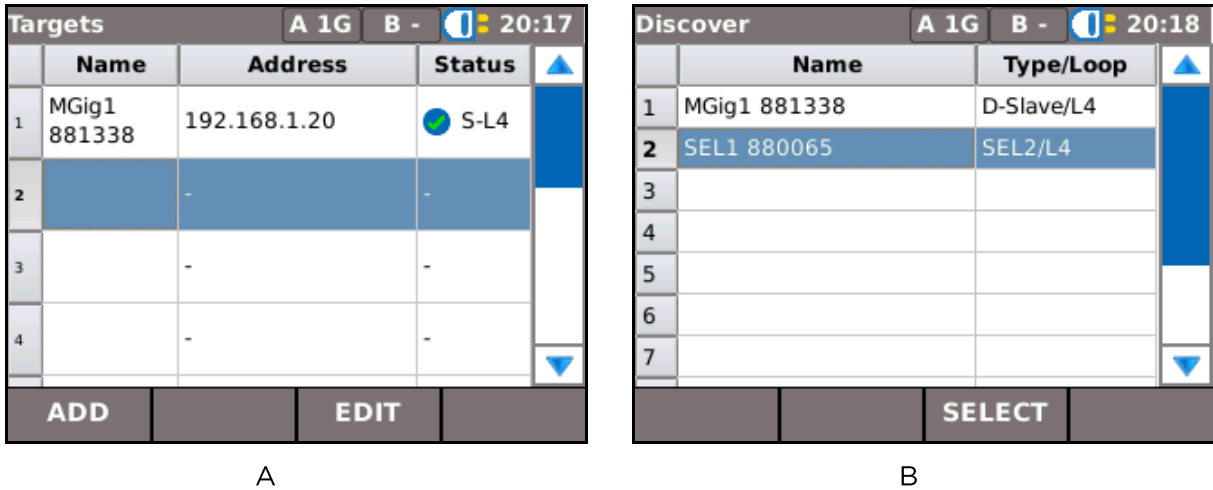 Targets A 1G B - 20:17
Name Address Status
1 MGig1 881338 192.168.1.20 S-L4
2 - -
3 - -
4 - -
ADD EDIT
A
Discover A 1G B - 20:18
Name Type/Loop
1 MGig1 881338 D-Slave/L4
2 SEL1 880065 SEL2/L4
3
4
5
6
7
SELECT
B